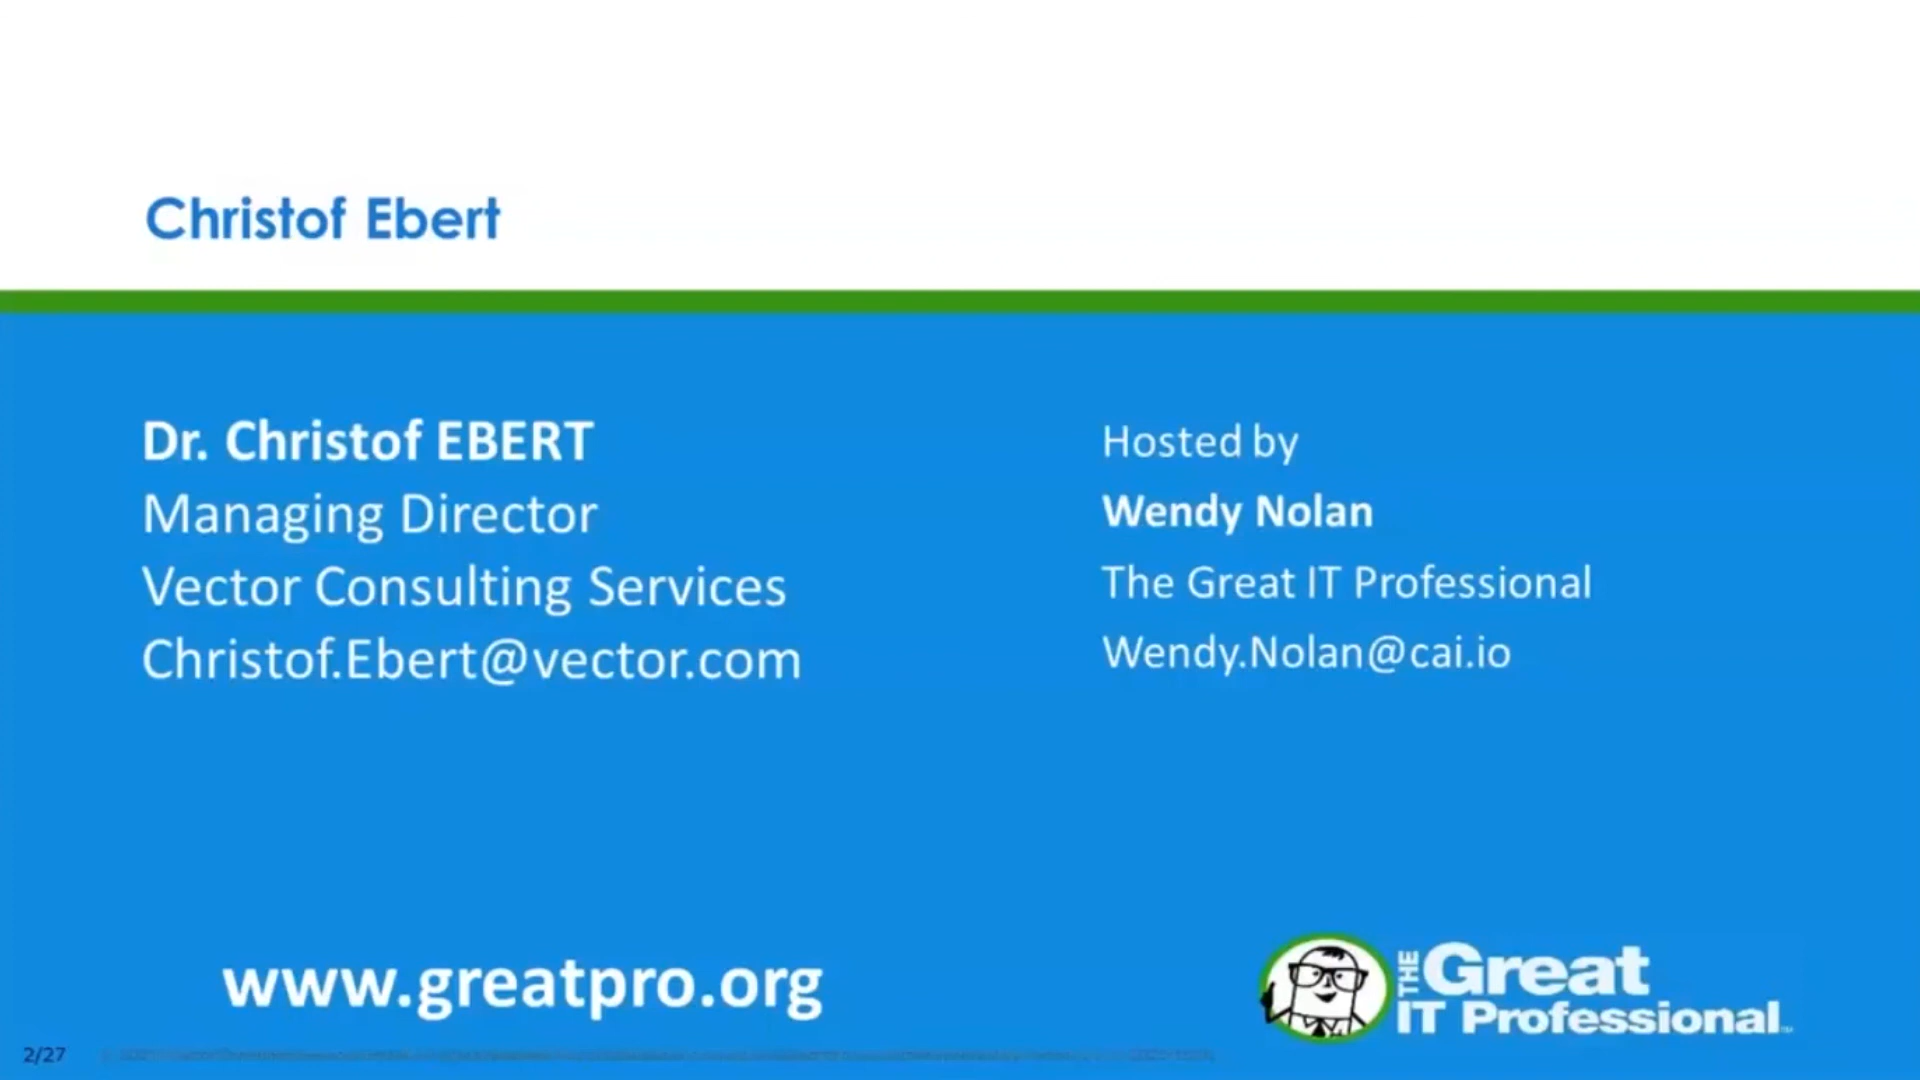 Christof Ebert
Dr. Christof EBERT
Managing Director
Vector Consulting Services
Christof.Ebert@vector.com
Hosted by
Wendy Nolan
The Great IT Professional
Wendy.Nolan@cai.io
www.greatpro.org
THE Great
IT Professional
2/27